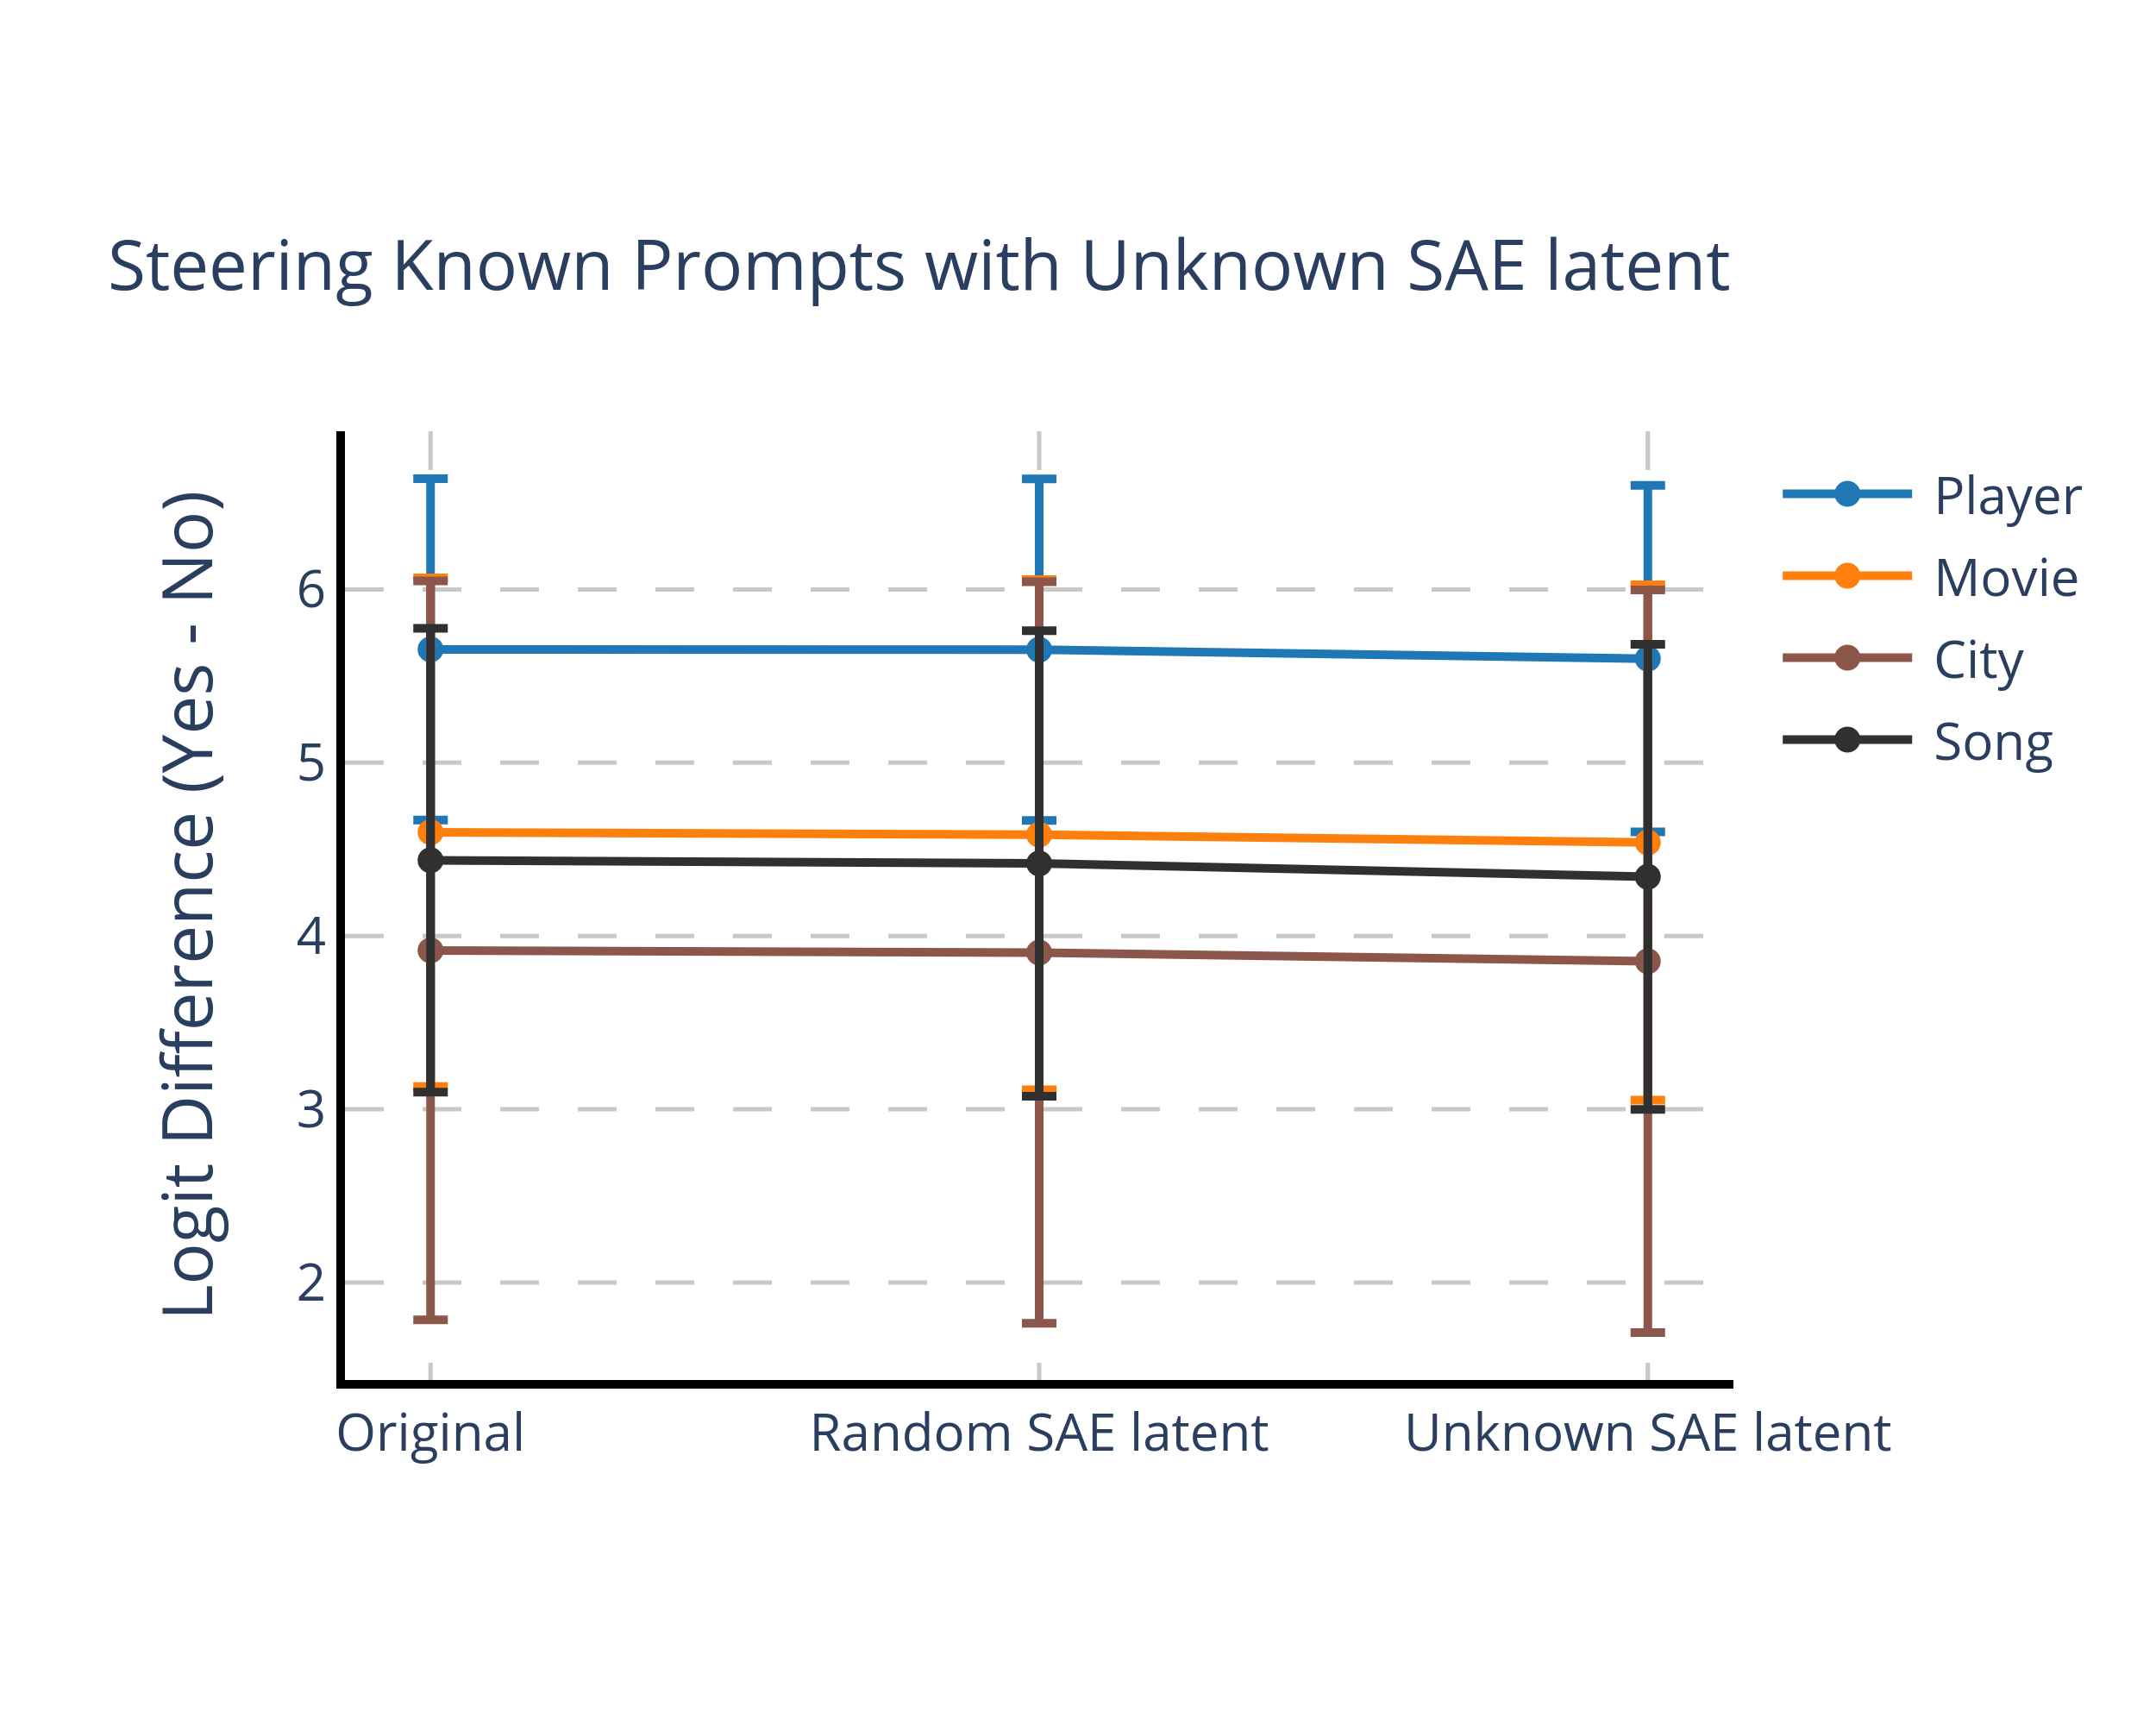 Steering Known Prompts with Unknown SAE latent
Logit Difference (Yes - No)
6
5
4
3
2
Original
Random SAE latent
Unknown SAE latent
Player
Movie
City
Song